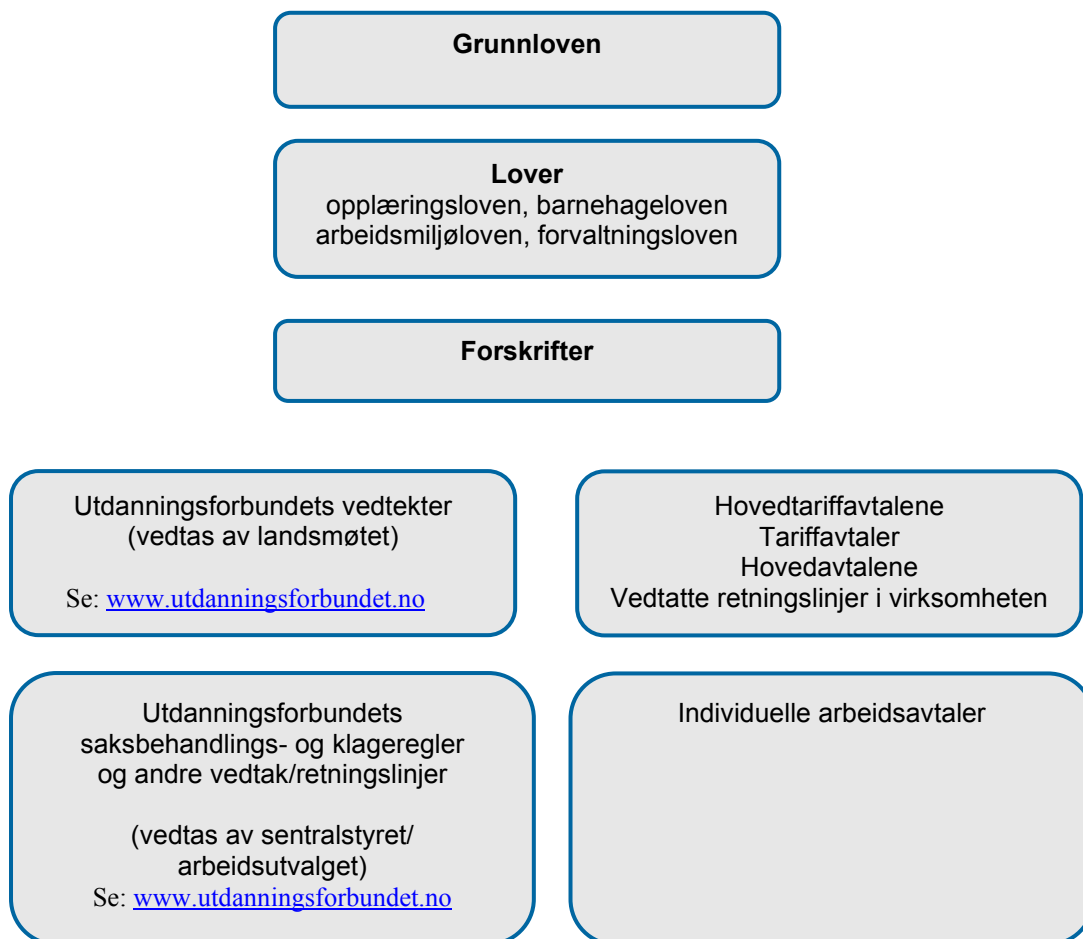 Grunnloven
Lover
opplæringsloven, barnehageloven
arbeidsmiljøloven, forvaltningsloven
Forskrifter
Utdanningsforbundets vedtekter
(vedtas av landsmøtet)
Se: www.utdanningsforbundet.no
Hovedtariffavtalene
Tariffavtaler
Hovedavtalene
Vedtatte retningslinjer i virksomheten
Utdanningsforbundets
saksbehandlings- og klageregler
og andre vedtak/retningslinjer
(vedtas av sentralstyret/
arbeidsutvalget)
Se: www.utdanningsforbundet.no
Individuelle arbeidsavtaler